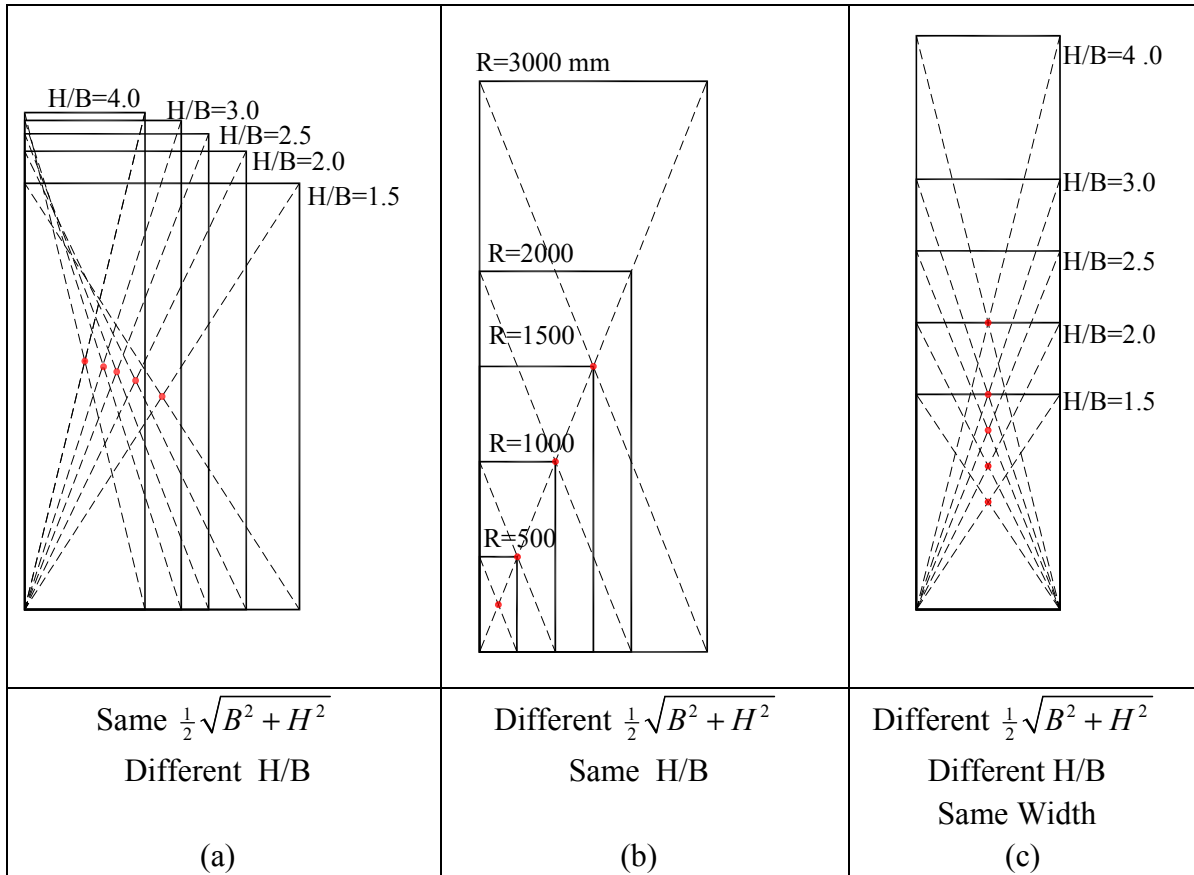 H/B=4.0
H/B=3.0
H/B=2.5
H/B=2.0
H/B=1.5
Same ½√(B² + H²)
Different H/B
(a)
R=3000 mm
R=2000
R=1500
R=1000
R=500
Different ½√(B² + H²)
Same H/B
(b)
H/B=4 .0
H/B=3.0
H/B=2.5
H/B=2.0
H/B=1.5
Different ½√(B² + H²)
Different H/B
Same Width
(c)